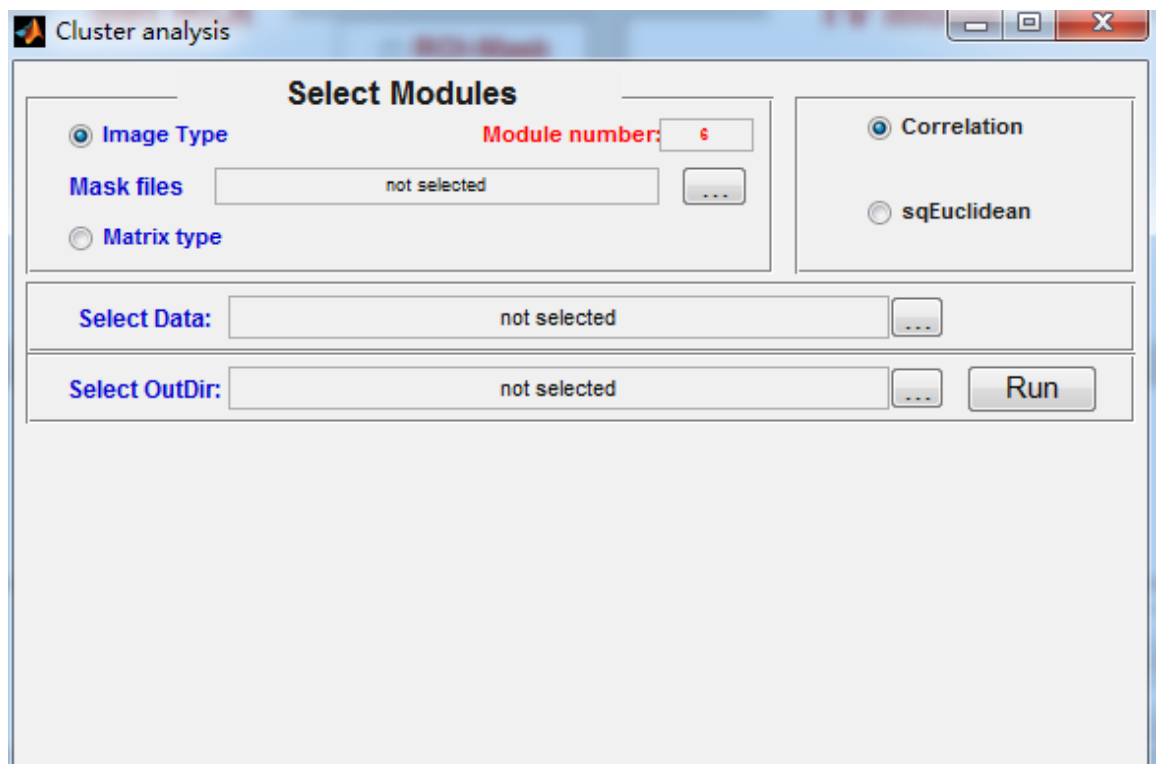 Cluster analysis
Select Modules
Image Type
Module number: 6
Mask files not selected ...
Matrix type
Correlation
sqEuclidean
Select Data: not selected ...
Select OutDir: not selected ... Run